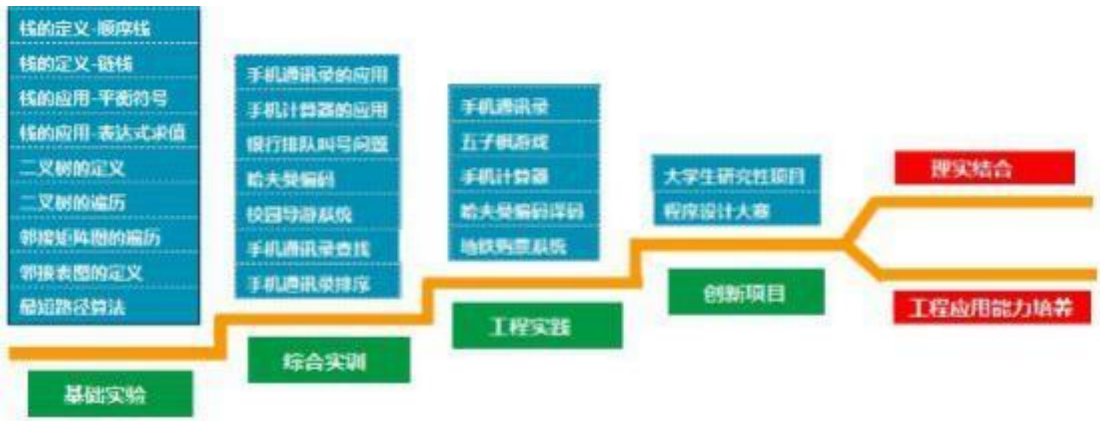 栈的定义-顺序栈
栈的定义-链栈
栈的应用-平衡符号
栈的应用-表达式求值
二叉树的定义
二叉树的遍历
邻接矩阵图的遍历
邻接表图的定义
最短路径算法
基础实验
手机通讯录的应用
手机计算器的应用
银行排队叫号问题
哈夫曼编码
校园导游系统
手机通讯录查找
手机通讯录排序
综合实训
手机通讯录
五子棋游戏
手机计算器
哈夫曼编码译码
地铁购票系统
工程实践
大学生研究性项目
程序设计大赛
创新项目
理实结合
工程应用能力培养